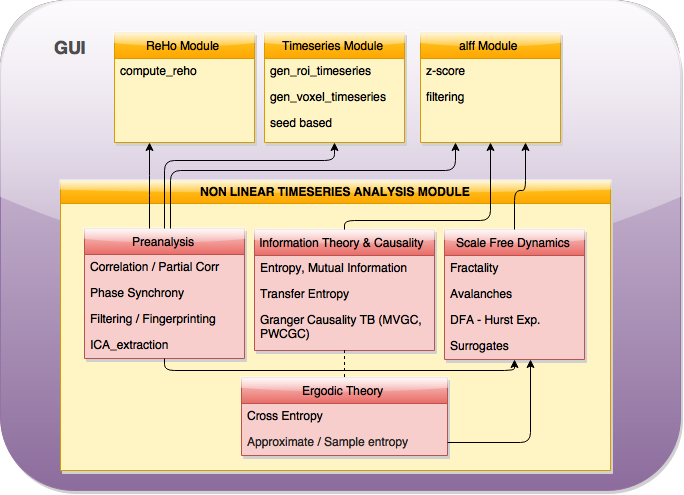 GUI
ReHo Module
compute_reho
Timeseries Module
gen_roi_timeseries
gen_voxel_timeseries
seed based
alff Module
z-score
filtering
NON LINEAR TIMESERIES ANALYSIS MODULE
Preanalysis
Correlation / Partial Corr
Phase Synchrony
Filtering / Fingerprinting
ICA_extraction
Information Theory & Causality
Entropy, Mutual Information
Transfer Entropy
Granger Causality TB (MVGC,
PWCGC)
Scale Free Dynamics
Fractality
Avalanches
DFA - Hurst Exp.
Surrogates
Ergodic Theory
Cross Entropy
Approximate / Sample entropy